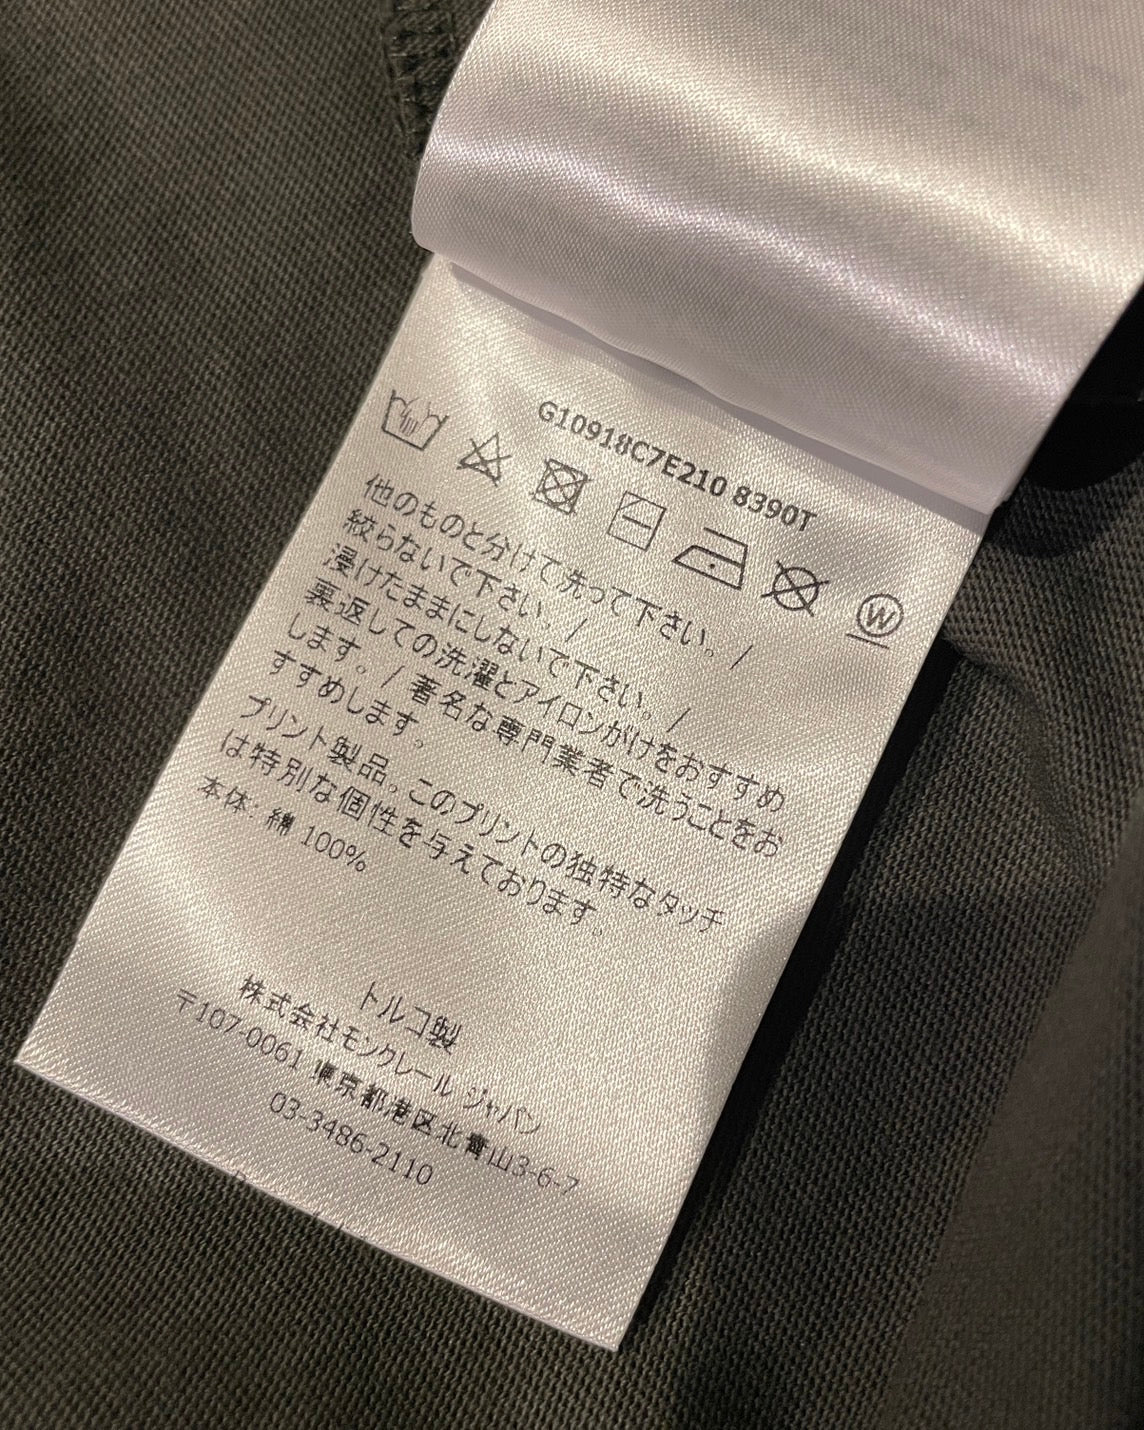 G10918C7E210 8390T
W
他のものと分けて洗って下さい。/
絞らないで下さい。/
浸けたままにしないで下さい。/
裏返しての洗濯とアイロンがけをおすすめ
します。/ 著名な専門業者で洗うことをお
すすめします。
プリント製品。このプリントの独特なタッチ
は特別な個性を与えております。
本体: 綿 100%
トルコ製
株式会社モンクレール ジャパン
〒107-0061 東京都港区北青山3-6-7
03-3486-2110